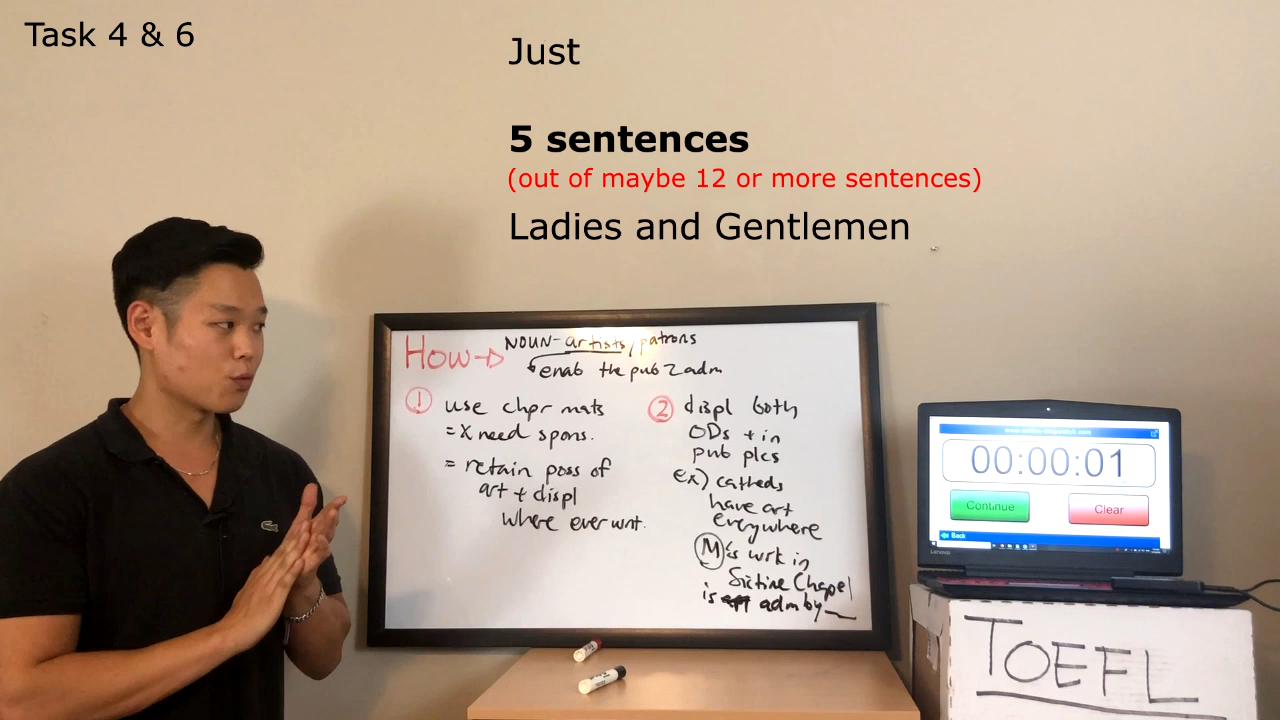 Task 4 & 6
Just
5 sentences
(out of maybe 12 or more sentences)
Ladies and Gentlemen
HOW→ NOUN- artists/patrons
enab the pub 2 adm
① use chpr mats
= X need spons.
= retain poss of
art + displ
where ever wnt.
② displ both
ODs + in
pub plcs
ex) catheds
have art
everywhere
Ⓜ's wrk in
Sistine Chapel
is adm by __
00:00:01
Continue
Clear
Back
Lenovo
TOEFL